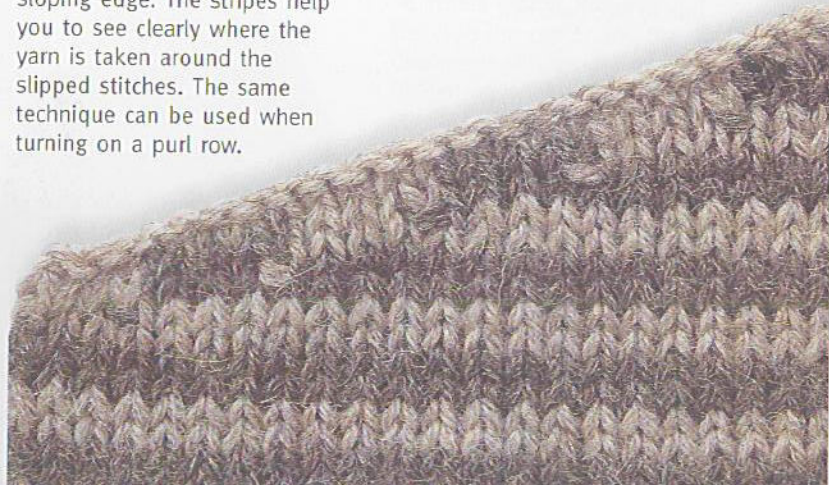 sloping edge. The stripes help
you to see clearly where the
yarn is taken around the
slipped stitches. The same
technique can be used when
turning on a purl row.